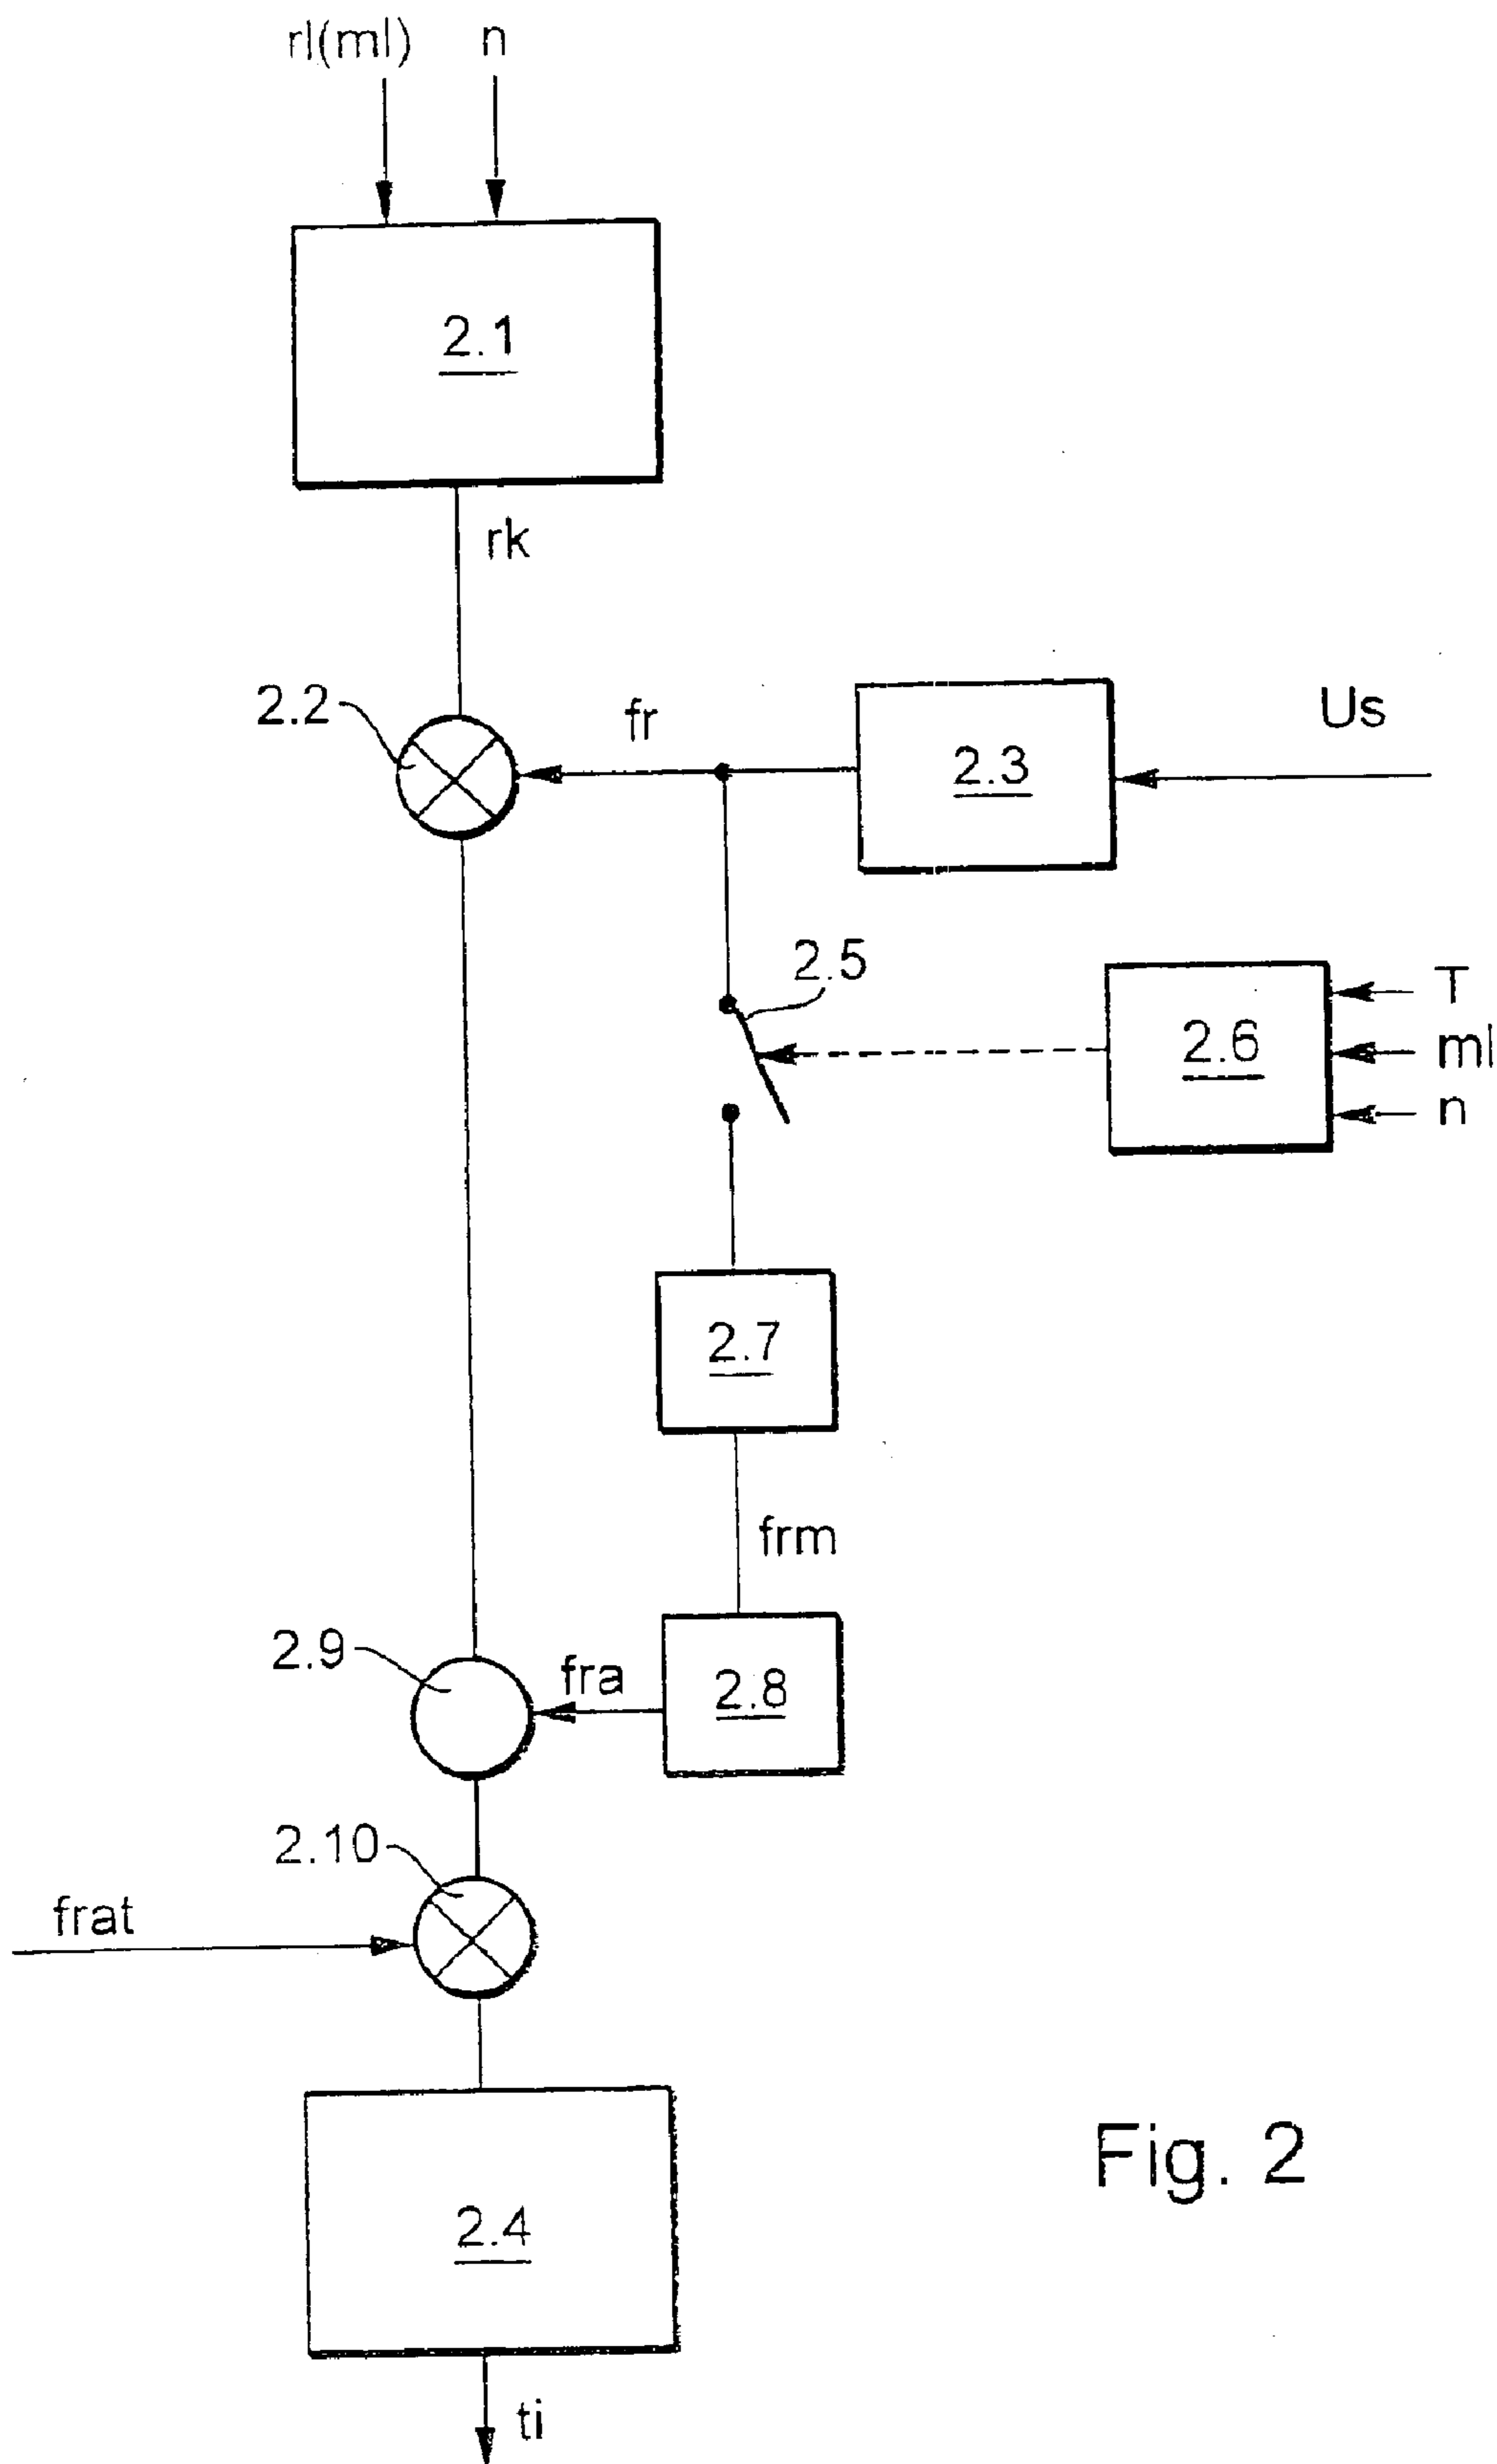 rl(ml) n
2.1
rk
2.2 fr 2.3 Us
2.5
2.6
T
ml
n
2.7
frm
2.9 fra 2.8
2.10
frat
2.4
Fig. 2
ti